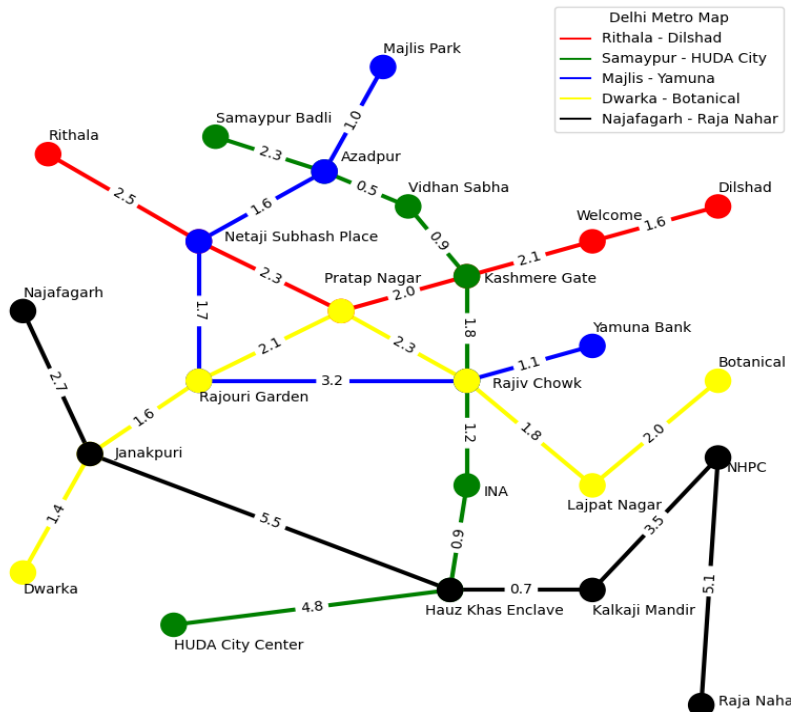 Delhi Metro Map
Rithala - Dilshad
Samaypur - HUDA City
Majlis - Yamuna
Dwarka - Botanical
Najafagarh - Raja Nahar
Majlis Park
1.0
Samaypur Badli
2.3
Rithala
Azadpur
0.5
Vidhan Sabha
Dilshad
2.5
1.6
1.6
Netaji Subhash Place
0.9
Welcome
2.1
2.3
Pratap Nagar
2.0
Kashmere Gate
Najafagarh
1.7
1.8
Yamuna Bank
2.1
2.3
1.1
Botanical
2.7
Rajouri Garden
3.2
Rajiv Chowk
1.6
1.2
1.8
2.0
Janakpuri
NHPC
INA
Lajpat Nagar
5.5
0.9
3.5
1.4
Dwarka
0.7
5.1
4.8
Hauz Khas Enclave
Kalkaji Mandir
HUDA City Center
Raja Naha